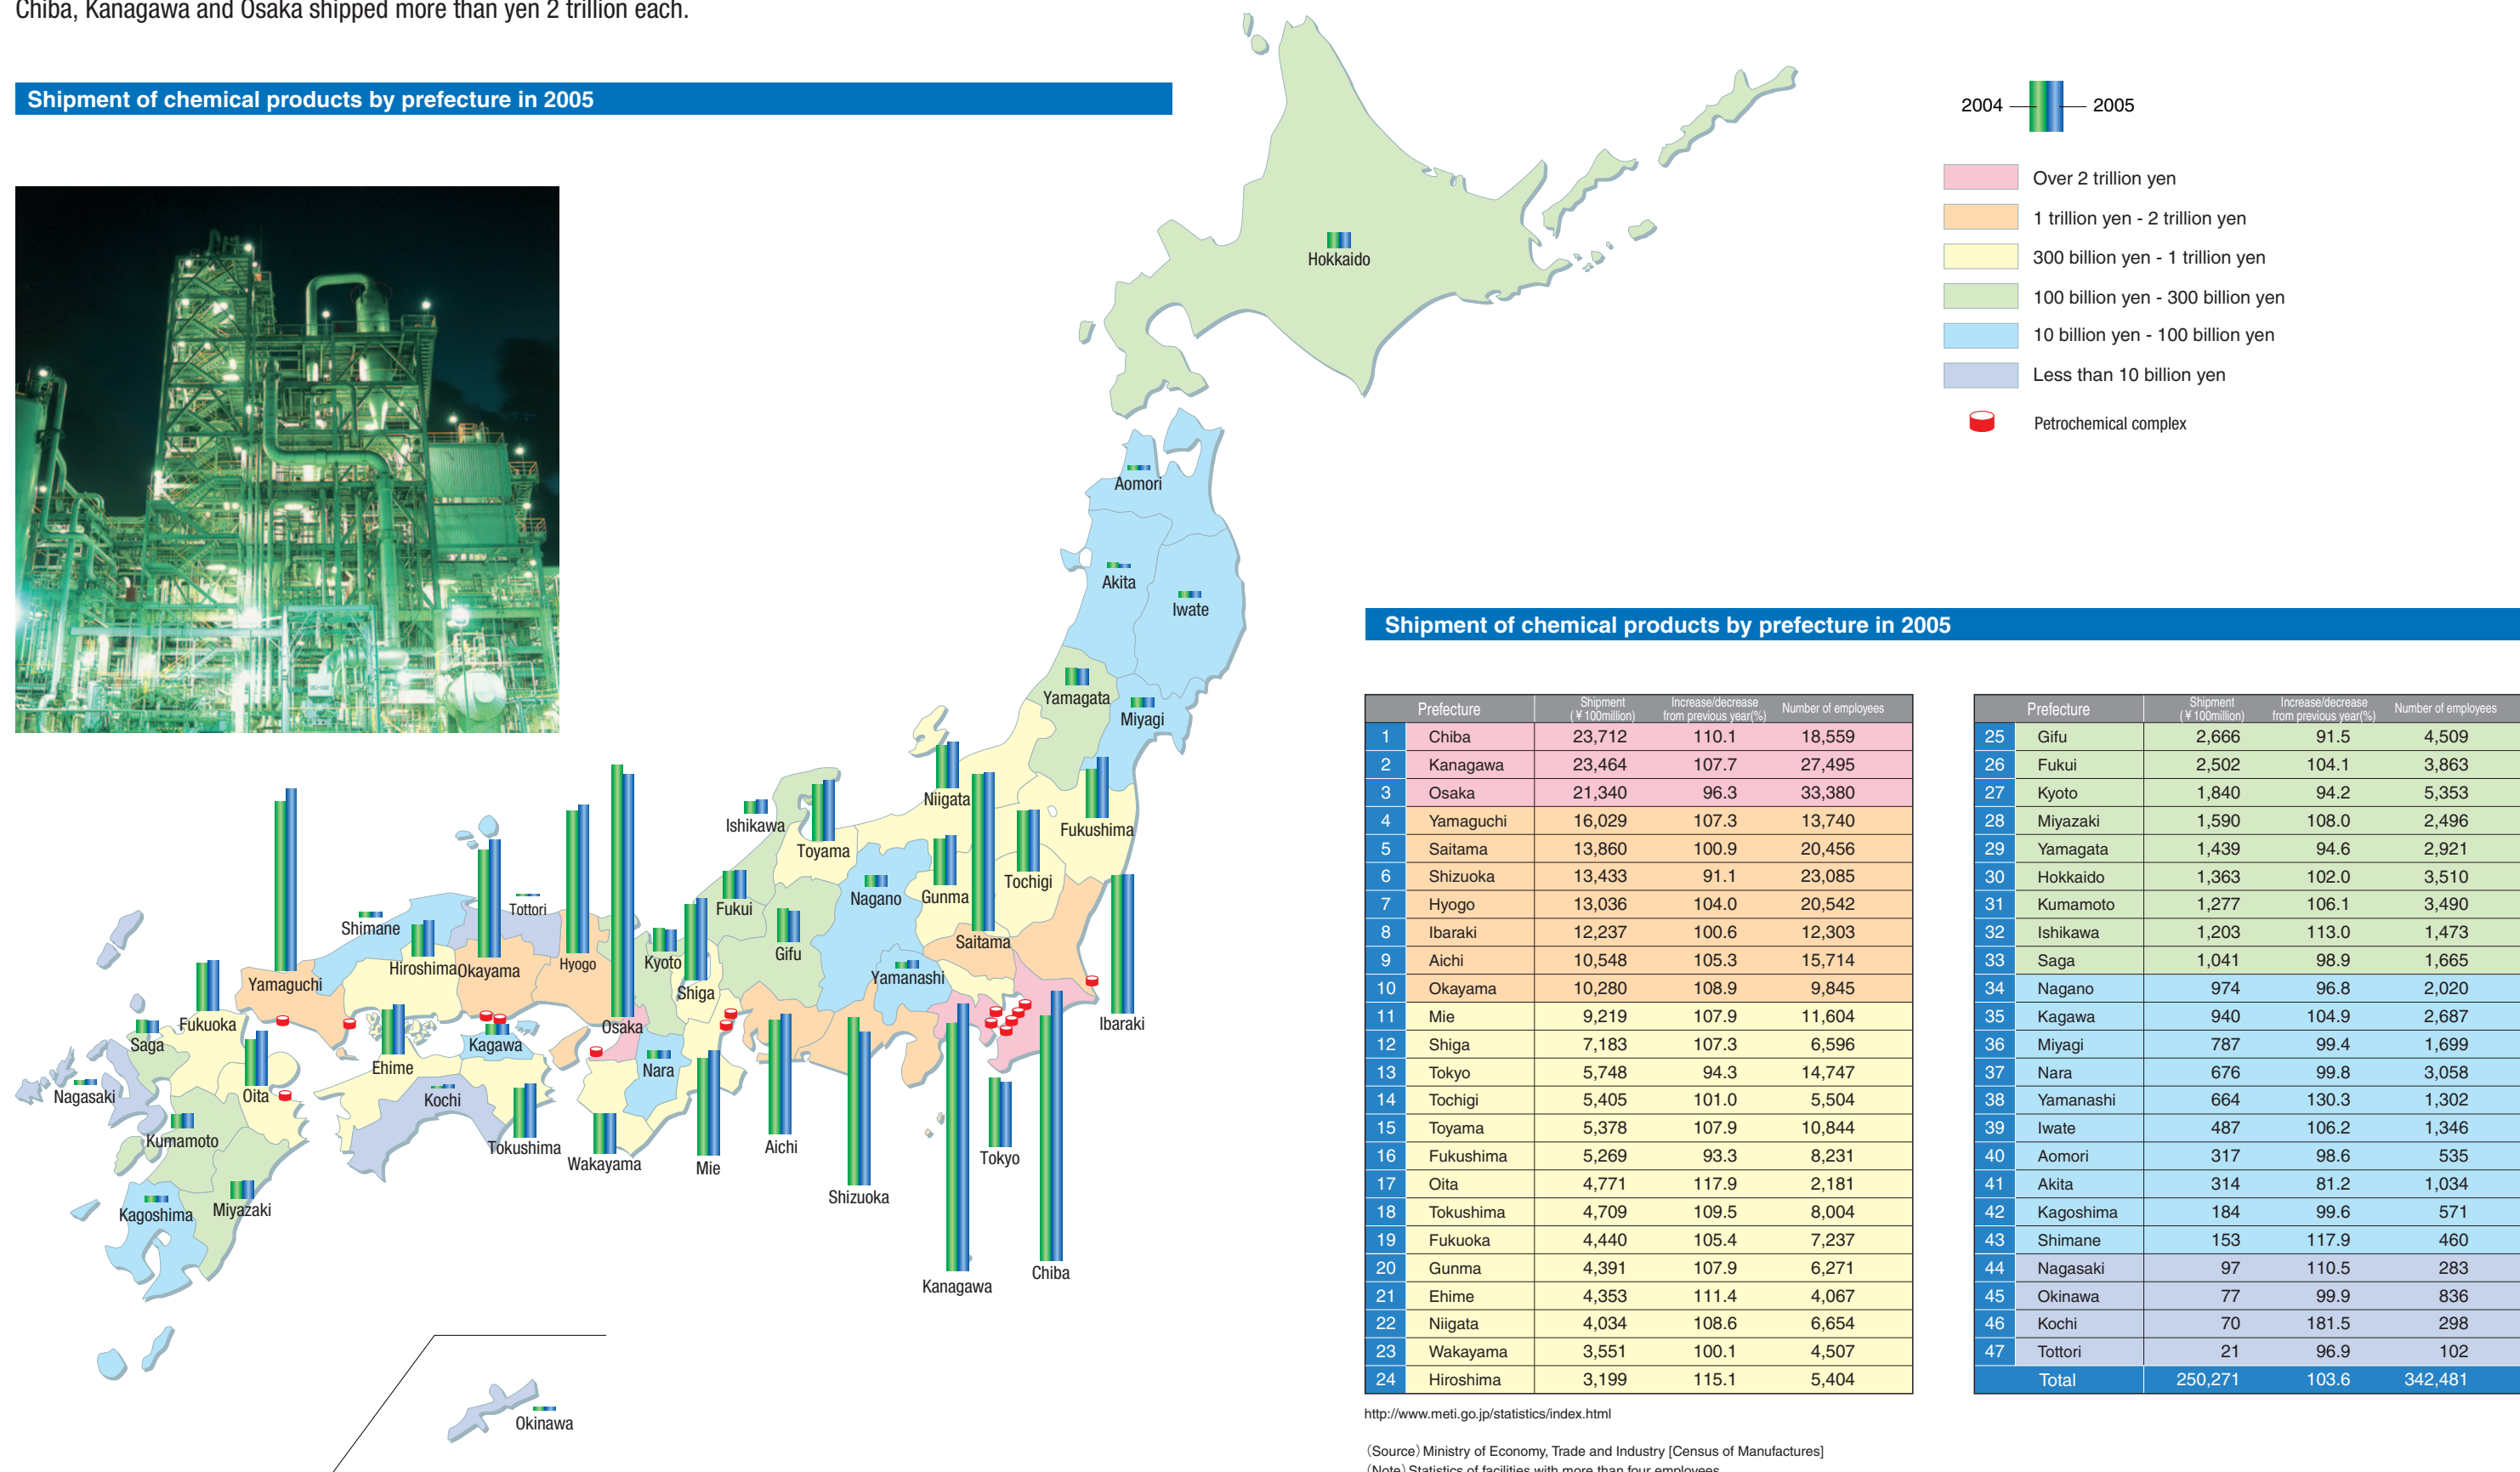 Chiba, Kanagawa and Osaka shipped more than yen 2 trillion each.
Shipment of chemical products by prefecture in 2005
2004
2005
Over 2 trillion yen
1 trillion yen - 2 trillion yen
300 billion yen - 1 trillion yen
100 billion yen - 300 billion yen
10 billion yen - 100 billion yen
Less than 10 billion yen
Petrochemical complex
Hokkaido
Aomori
Akita
Iwate
Yamagata
Miyagi
Niigata
Fukushima
Ishikawa
Toyama
Tochigi
Gunma
Nagano
Fukui
Tottori
Shimane
Saitama
Gifu
Kyoto
Hyogo
Hiroshima
Okayama
Yamaguchi
Yamanashi
Shiga
Ibaraki
Fukuoka
Osaka
Saga
Kagawa
Ehime
Nara
Nagasaki
Oita
Kochi
Kumamoto
Tokushima
Wakayama
Mie
Aichi
Tokyo
Shizuoka
Kagoshima
Miyazaki
Chiba
Kanagawa
Okinawa
Shipment of chemical products by prefecture in 2005
Prefecture Shipment (¥100million) Increase/decrease from previous year(%) Number of employees
1 Chiba 23,712 110.1 18,559
2 Kanagawa 23,464 107.7 27,495
3 Osaka 21,340 96.3 33,380
4 Yamaguchi 16,029 107.3 13,740
5 Saitama 13,860 100.9 20,456
6 Shizuoka 13,433 91.1 23,085
7 Hyogo 13,036 104.0 20,542
8 Ibaraki 12,237 100.6 12,303
9 Aichi 10,548 105.3 15,714
10 Okayama 10,280 108.9 9,845
11 Mie 9,219 107.9 11,604
12 Shiga 7,183 107.3 6,596
13 Tokyo 5,748 94.3 14,747
14 Tochigi 5,405 101.0 5,504
15 Toyama 5,378 107.9 10,844
16 Fukushima 5,269 93.3 8,231
17 Oita 4,771 117.9 2,181
18 Tokushima 4,709 109.5 8,004
19 Fukuoka 4,440 105.4 7,237
20 Gunma 4,391 107.9 6,271
21 Ehime 4,353 111.4 4,067
22 Niigata 4,034 108.6 6,654
23 Wakayama 3,551 100.1 4,507
24 Hiroshima 3,199 115.1 5,404
Prefecture Shipment (¥100million) Increase/decrease from previous year(%) Number of employees
25 Gifu 2,666 91.5 4,509
26 Fukui 2,502 104.1 3,863
27 Kyoto 1,840 94.2 5,353
28 Miyazaki 1,590 108.0 2,496
29 Yamagata 1,439 94.6 2,921
30 Hokkaido 1,363 102.0 3,510
31 Kumamoto 1,277 106.1 3,490
32 Ishikawa 1,203 113.0 1,473
33 Saga 1,041 98.9 1,665
34 Nagano 974 96.8 2,020
35 Kagawa 940 104.9 2,687
36 Miyagi 787 99.4 1,699
37 Nara 676 99.8 3,058
38 Yamanashi 664 130.3 1,302
39 Iwate 487 106.2 1,346
40 Aomori 317 98.6 535
41 Akita 314 81.2 1,034
42 Kagoshima 184 99.6 571
43 Shimane 153 117.9 460
44 Nagasaki 97 110.5 283
45 Okinawa 77 99.9 836
46 Kochi 70 181.5 298
47 Tottori 21 96.9 102
Total 250,271 103.6 342,481
http://www.meti.go.jp/statistics/index.html
(Source) Ministry of Economy, Trade and Industry [Census of Manufactures]
(Note) Statistics of facilities with more than four employees